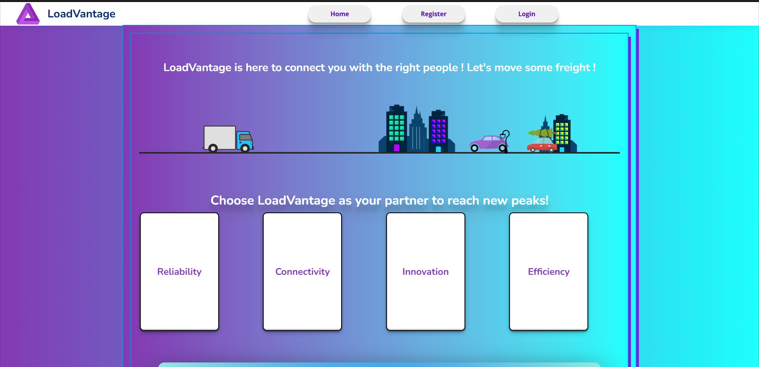 LoadVantage
Home
Register
Login
LoadVantage is here to connect you with the right people ! Let's move some freight !
Choose LoadVantage as your partner to reach new peaks!
Reliability
Connectivity
Innovation
Efficiency